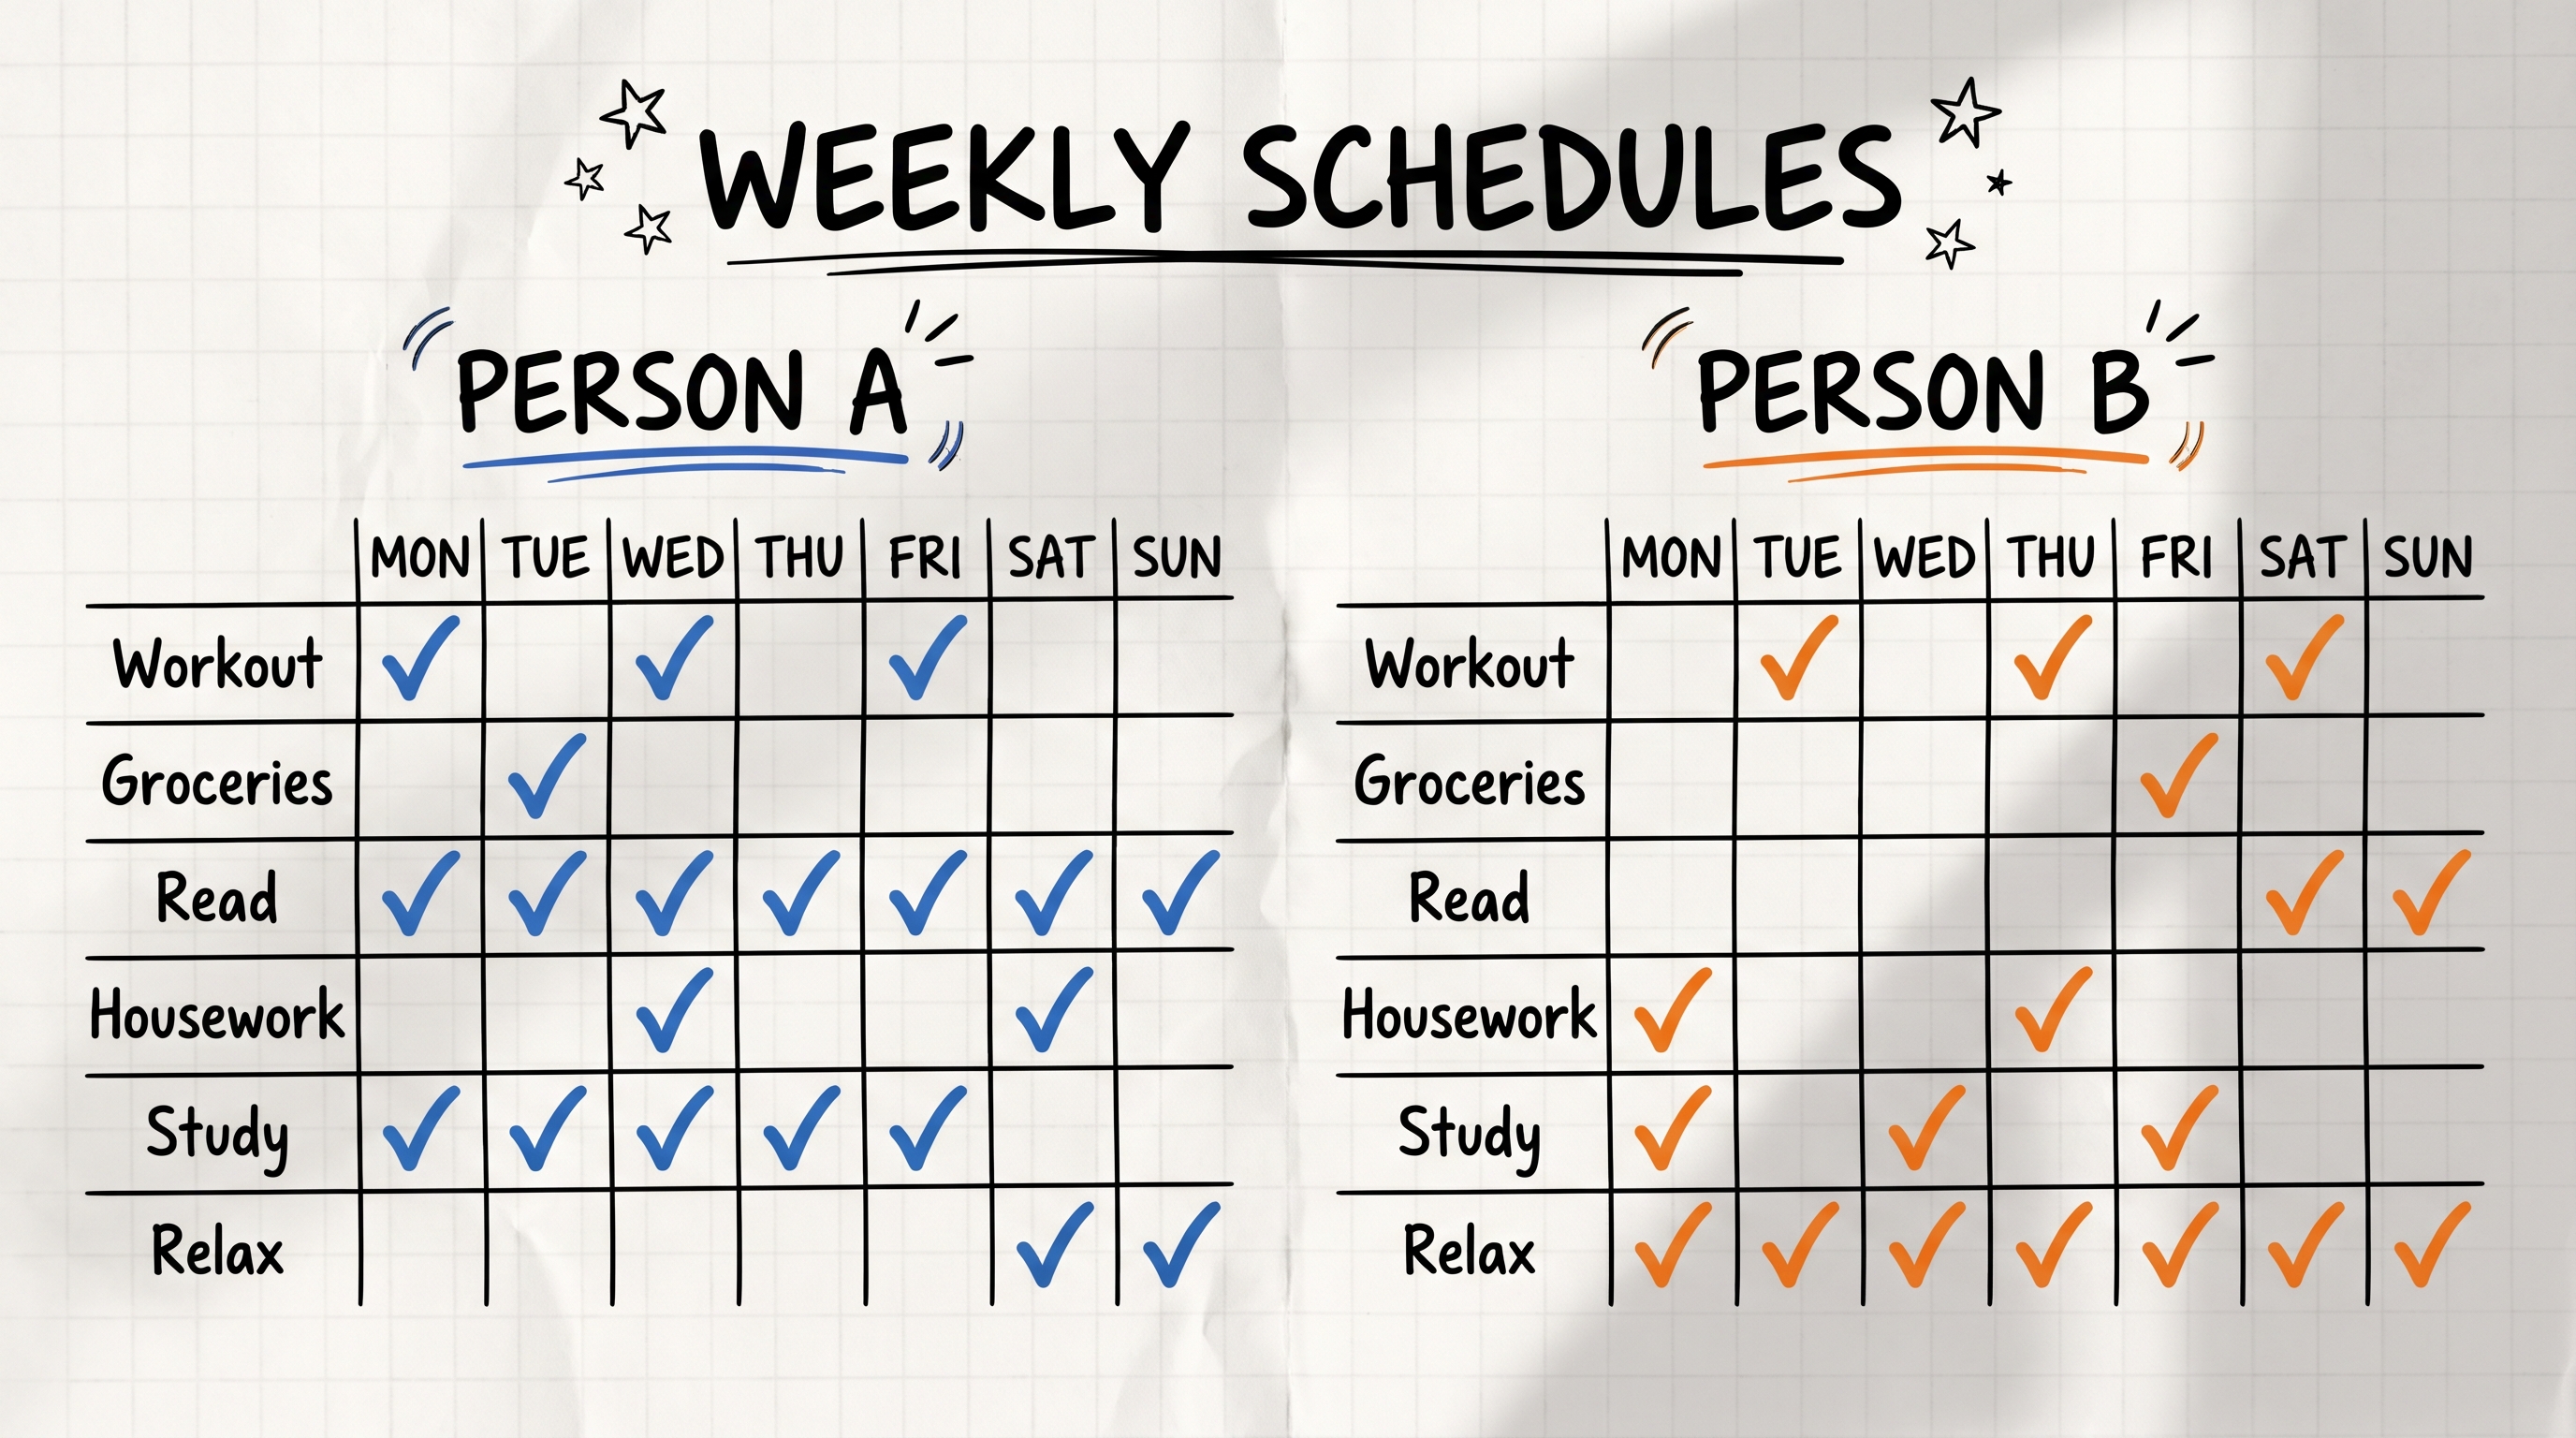 WEEKLY SCHEDULES
PERSON A
MON TUE WED THU FRI SAT SUN
Workout ✓ ✓ ✓
Groceries ✓
Read ✓ ✓ ✓ ✓ ✓ ✓ ✓
Housework ✓ ✓
Study ✓ ✓ ✓ ✓ ✓
Relax ✓ ✓
PERSON B
MON TUE WED THU FRI SAT SUN
Workout ✓ ✓ ✓
Groceries ✓
Read ✓ ✓
Housework ✓ ✓
Study ✓ ✓ ✓
Relax ✓ ✓ ✓ ✓ ✓ ✓ ✓